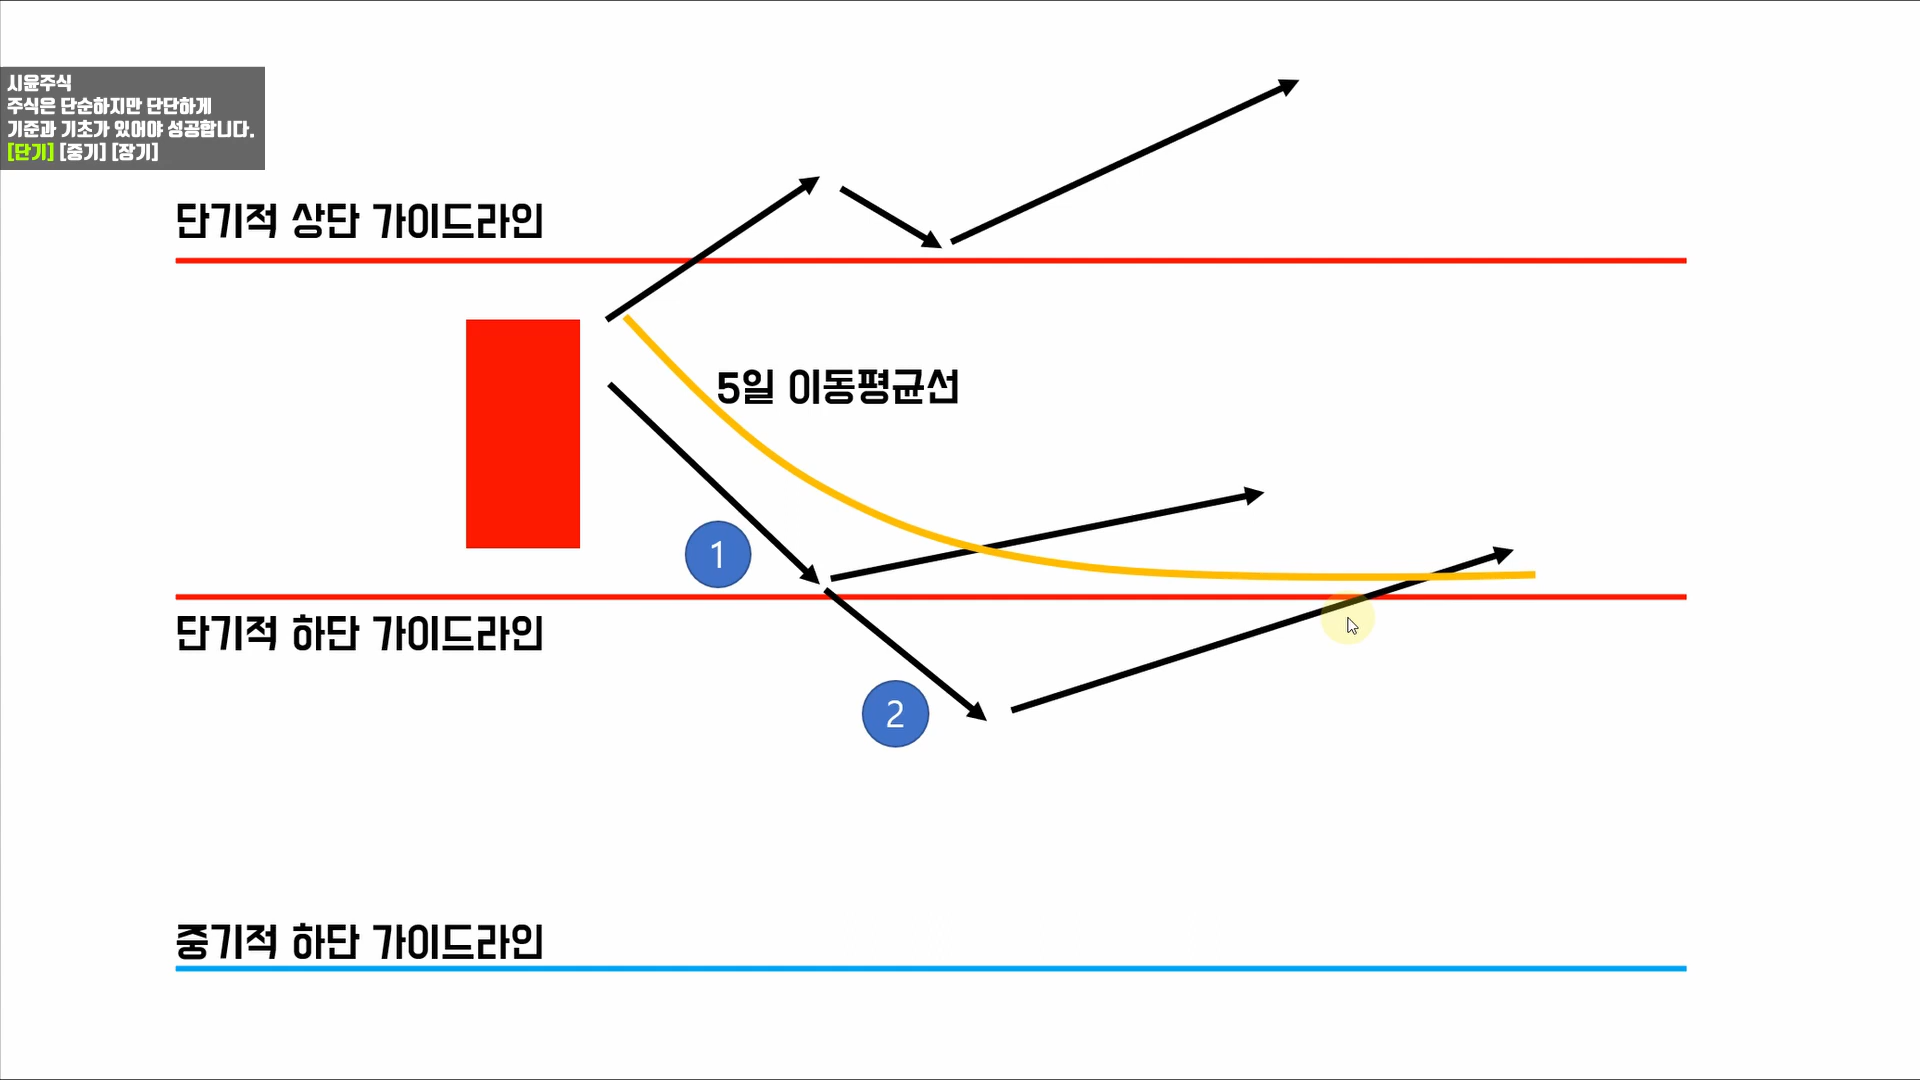 시윤주식
주식은 단순하지만 단단하게
기준과 기초가 있어야 성공합니다.
[단기] [중기] [장기]
단기적 상단 가이드라인
5일 이동평균선
1
단기적 하단 가이드라인
2
중기적 하단 가이드라인